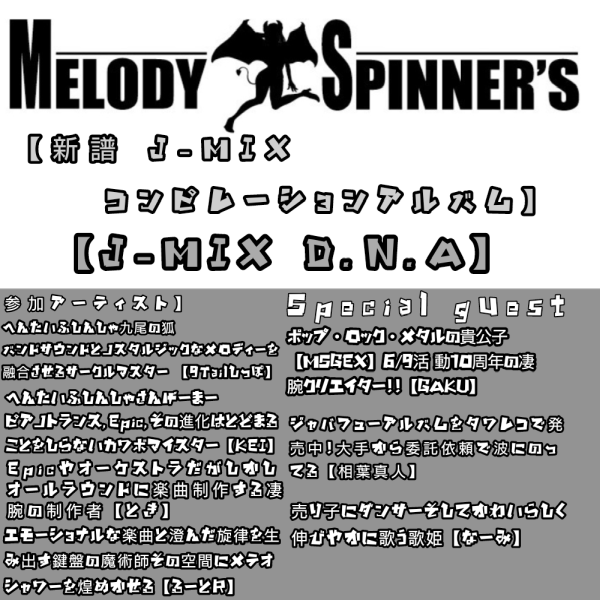 MELODY SPINNER'S
【新譜 J-MIX
コンピレーションアルバム】
【J-MIX D.N.A】
参加アーティスト】
へんたいふしんしゃ九尾の狐
バンドサウンドとノスタルジックなメロディーを
融合させるサークルマスター 【9Tailしっぽ】
へんたいふしんしゃさんばーまー
ピアノトランス,Epic,その進化はとどまる
ことをしらないカワボマイスター【KEI】
Epicやオーケストラだがしかし
オールラウンドに楽曲制作する凄
腕の制作者【とき】
エモーショナルな楽曲と澄んだ旋律を生
み出す鍵盤の魔術師その空間にメテオ
シャワーを煌めかせる【るーとR】
Special guest
ポップ・ロック・メタルの貴公子
【MSGEX】6/9活動10周年の凄
腕クリエイター!!【GAKU】
ジャパフューアルバムをタワレコで発
売中!大手から委託依頼で波にのっ
てる【相葉真人】
売り子にダンサーそしてかわいらしく
伸びやかに歌う歌姫【なーみ】